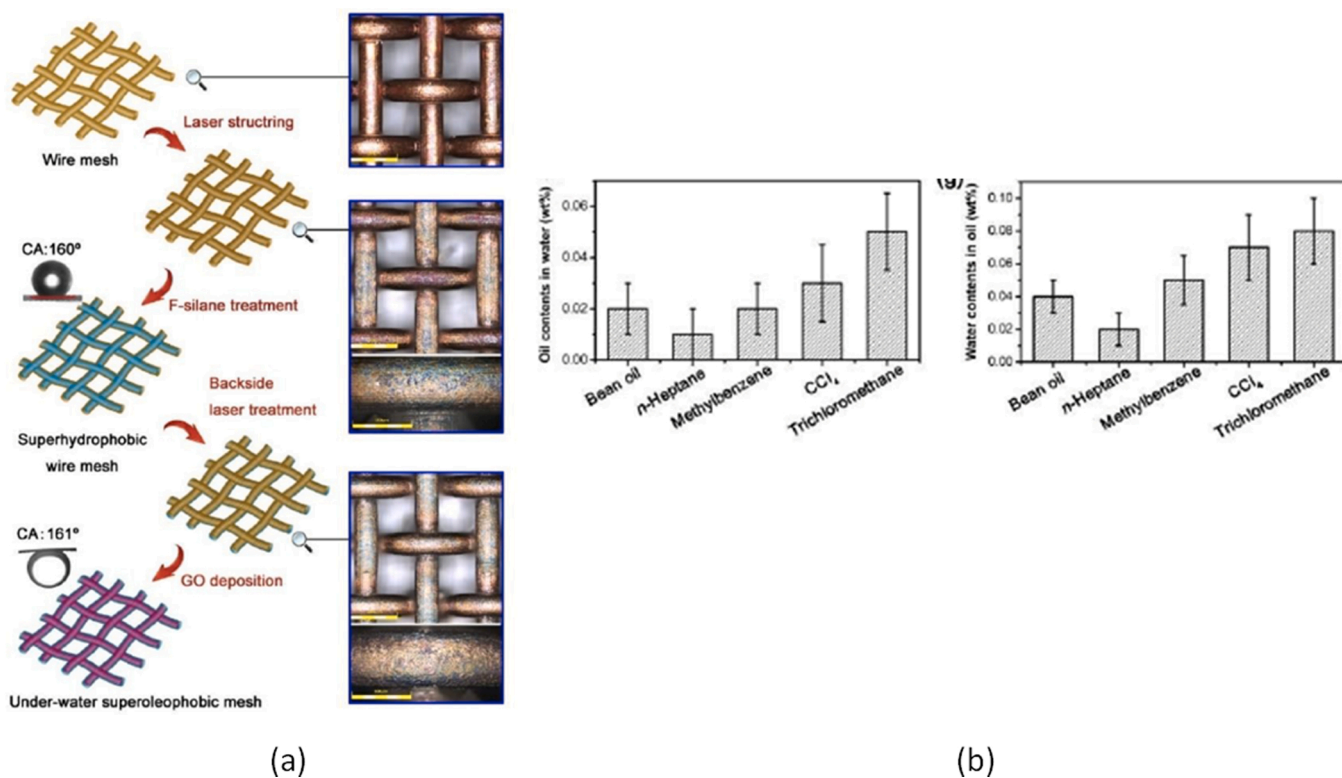 Wire mesh
Laser structring
CA:160°
F-silane treatment
Superhydrophobic
wire mesh
Backside
laser treatment
CA: 161°
GO deposition
Under-water superoleophobic mesh
(a)
Oil contents in water (wt%)
0.06
0.04
0.02
0.00
Bean oil
n-Heptane
Methylbenzene
CCl₄
Trichloromethane
(g)
Water contents in oil (wt%)
0.10
0.08
0.06
0.04
0.02
0.00
Bean oil
n-Heptane
Methylbenzene
CCl₄
Trichloromethane
(b)